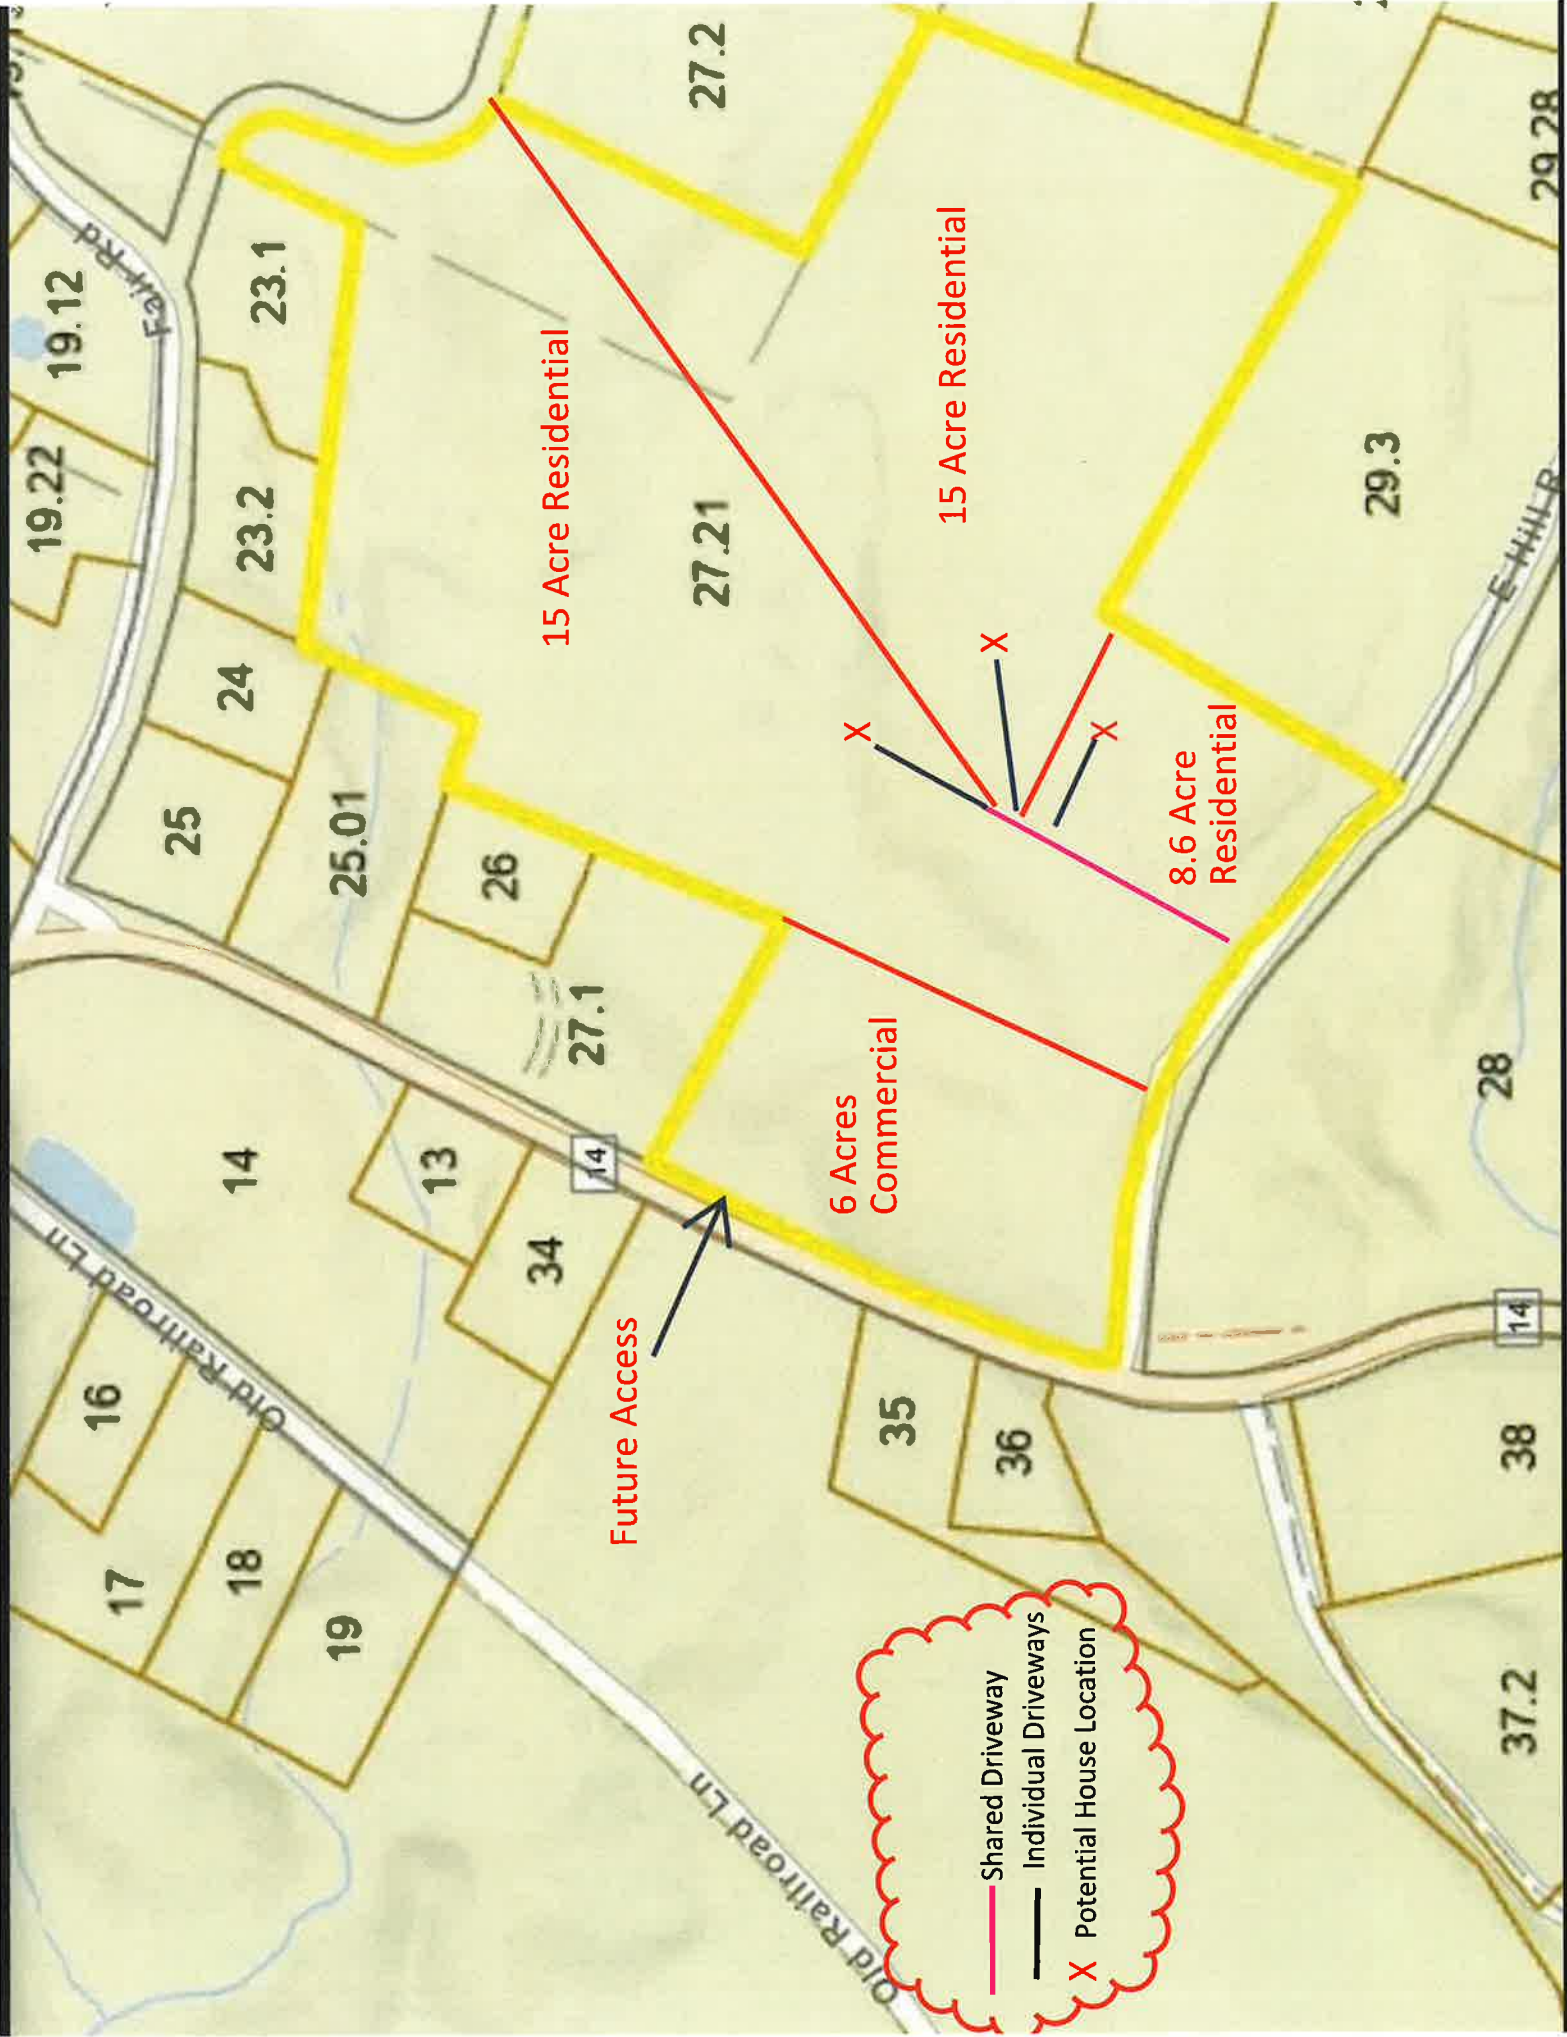 19.22
19.12
Fair Rd
23.1
23.2
24
25
25.01
26
27.1
27.2
27.21
15 Acre Residential
15 Acre Residential
8.6 Acre
Residential
6 Acres
Commercial
Future Access
14
14
14
13
34
35
36
16
17
18
19
Old Railroad Ln
Old Railroad Ln
29.28
29.3
E Hill R
28
38
37.2
X
X
X
Shared Driveway
Individual Driveways
X Potential House Location